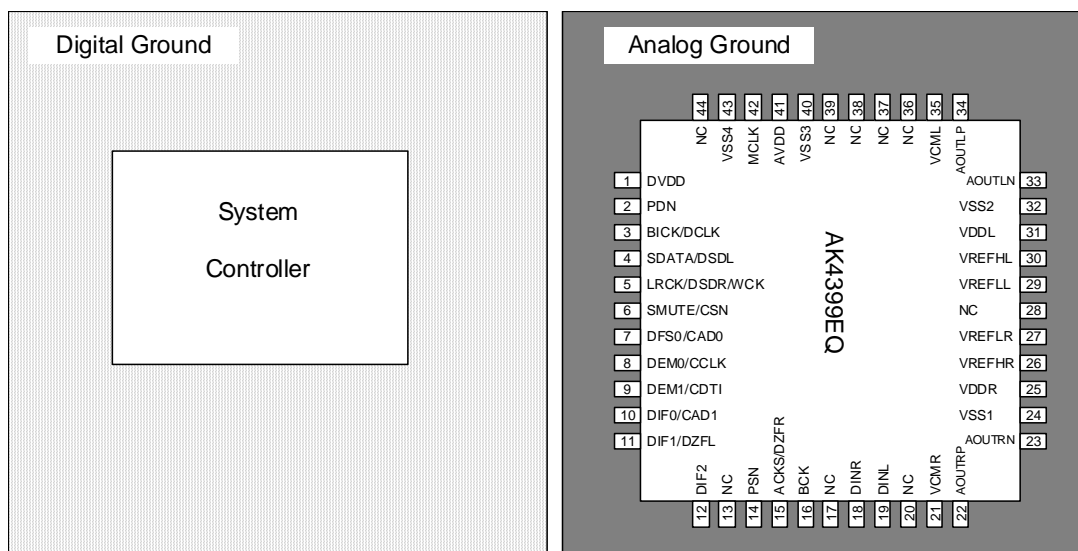 Digital Ground
Analog Ground
System
Controller
44 43 42 41 40 39 38 37 36 35 34
NC VSS4 MCLK AVDD VSS3 NC NC NC NC VCML AOUTLP
1 DVDD
2 PDN
3 BICK/DCLK
4 SDATA/DSDL
5 LRCK/DSDR/WCK
6 SMUTE/CSN
7 DFS0/CAD0
8 DEM0/CCLK
9 DEM1/CDTI
10 DIF0/CAD1
11 DIF1/DZFL
AK4399EQ
AOUTLN 33
VSS2 32
VDDL 31
VREFHL 30
VREFLL 29
NC 28
VREFLR 27
VREFHR 26
VDDR 25
VSS1 24
AOUTRN 23
DIF2 NC PSN ACKS/DZFR BCK NC DINR DINL NC VCMR AOUTRP
12 13 14 15 16 17 18 19 20 21 22